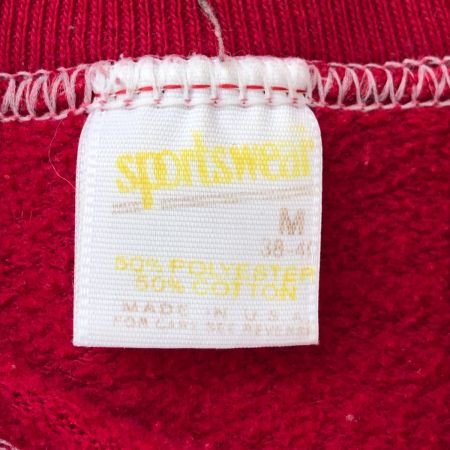 sportswear
M
38-40
50% POLYESTER
50% COTTON
MADE IN U.S.A.
FOR CARE SEE REVERSE